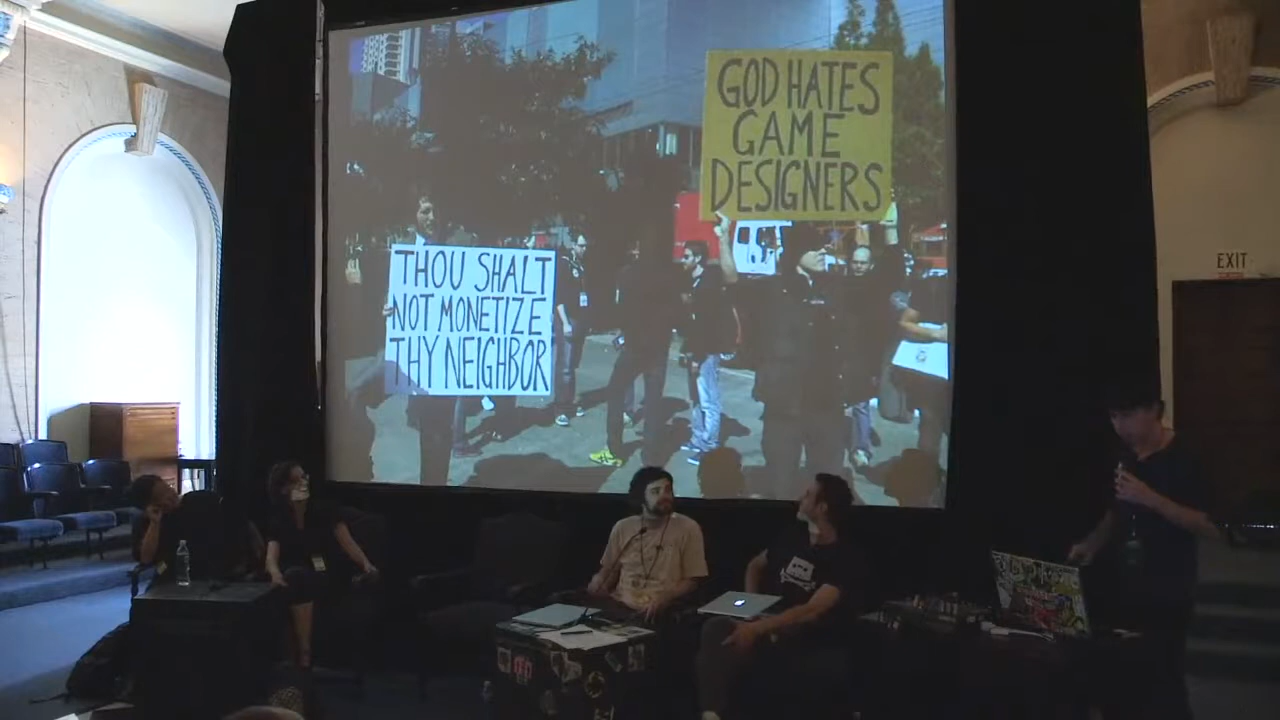 GOD HATES
GAME
DESIGNERS
THOU SHALT
NOT MONETIZE
THY NEIGHBOR
EXIT